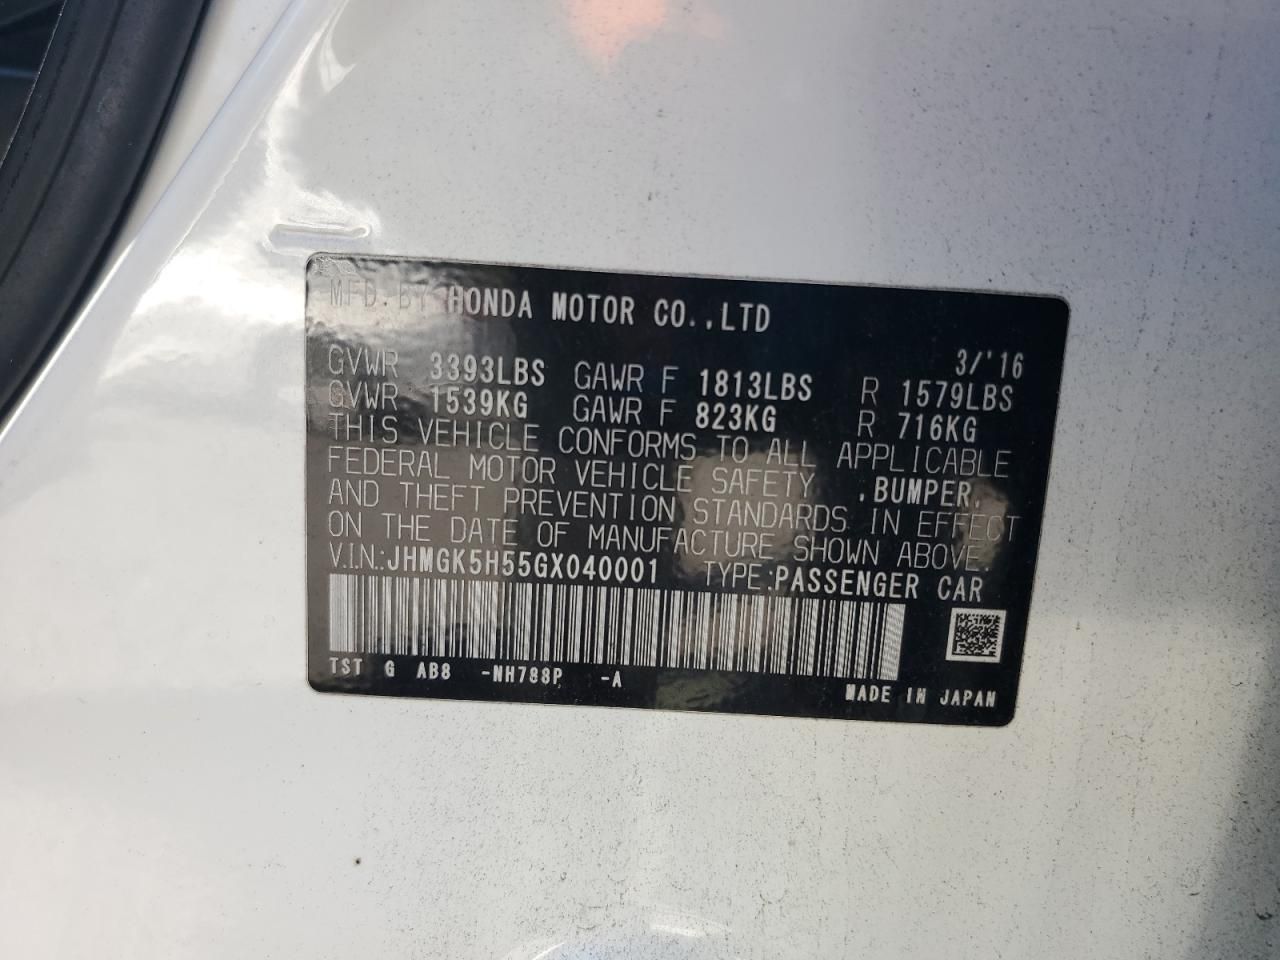 MFD. BY HONDA MOTOR CO.,LTD
3/'16
GVWR 3393LBS GAWR F 1813LBS R 1579LBS
GVWR 1539KG GAWR F 823KG R 716KG
THIS VEHICLE CONFORMS TO ALL APPLICABLE
FEDERAL MOTOR VEHICLE SAFETY ,BUMPER,
AND THEFT PREVENTION STANDARDS IN EFFECT
ON THE DATE OF MANUFACTURE SHOWN ABOVE.
V.I.N:JHMGK5H55GX040001 TYPE:PASSENGER CAR
TST G AB8 -NH788P -A
MADE IN JAPAN